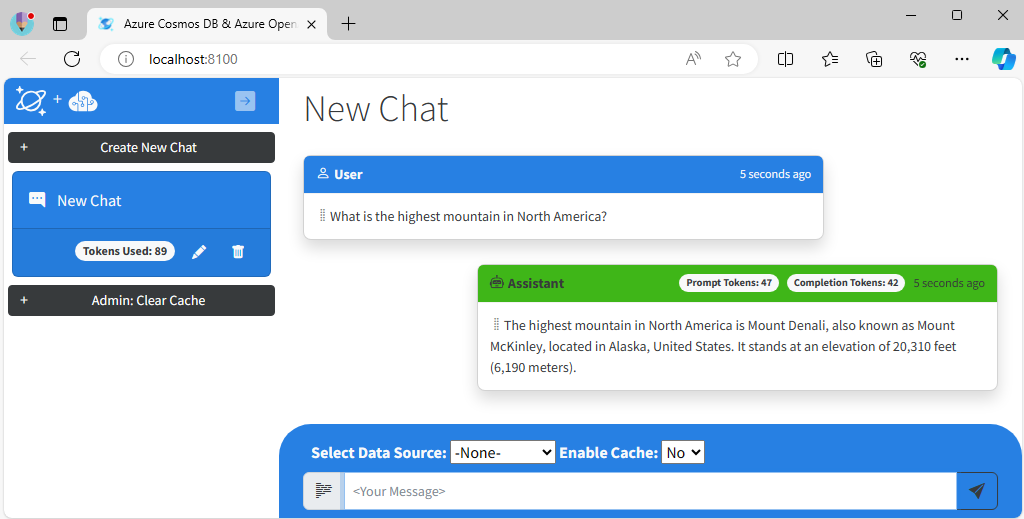 Azure Cosmos DB & Azure Open
localhost:8100
+
New Chat
+ Create New Chat
New Chat
Tokens Used: 89
+ Admin: Clear Cache
User 5 seconds ago
What is the highest mountain in North America?
Assistant Prompt Tokens: 47 Completion Tokens: 42 5 seconds ago
The highest mountain in North America is Mount Denali, also known as Mount
McKinley, located in Alaska, United States. It stands at an elevation of 20,310 feet
(6,190 meters).
Select Data Source: -None- Enable Cache: No
<Your Message>